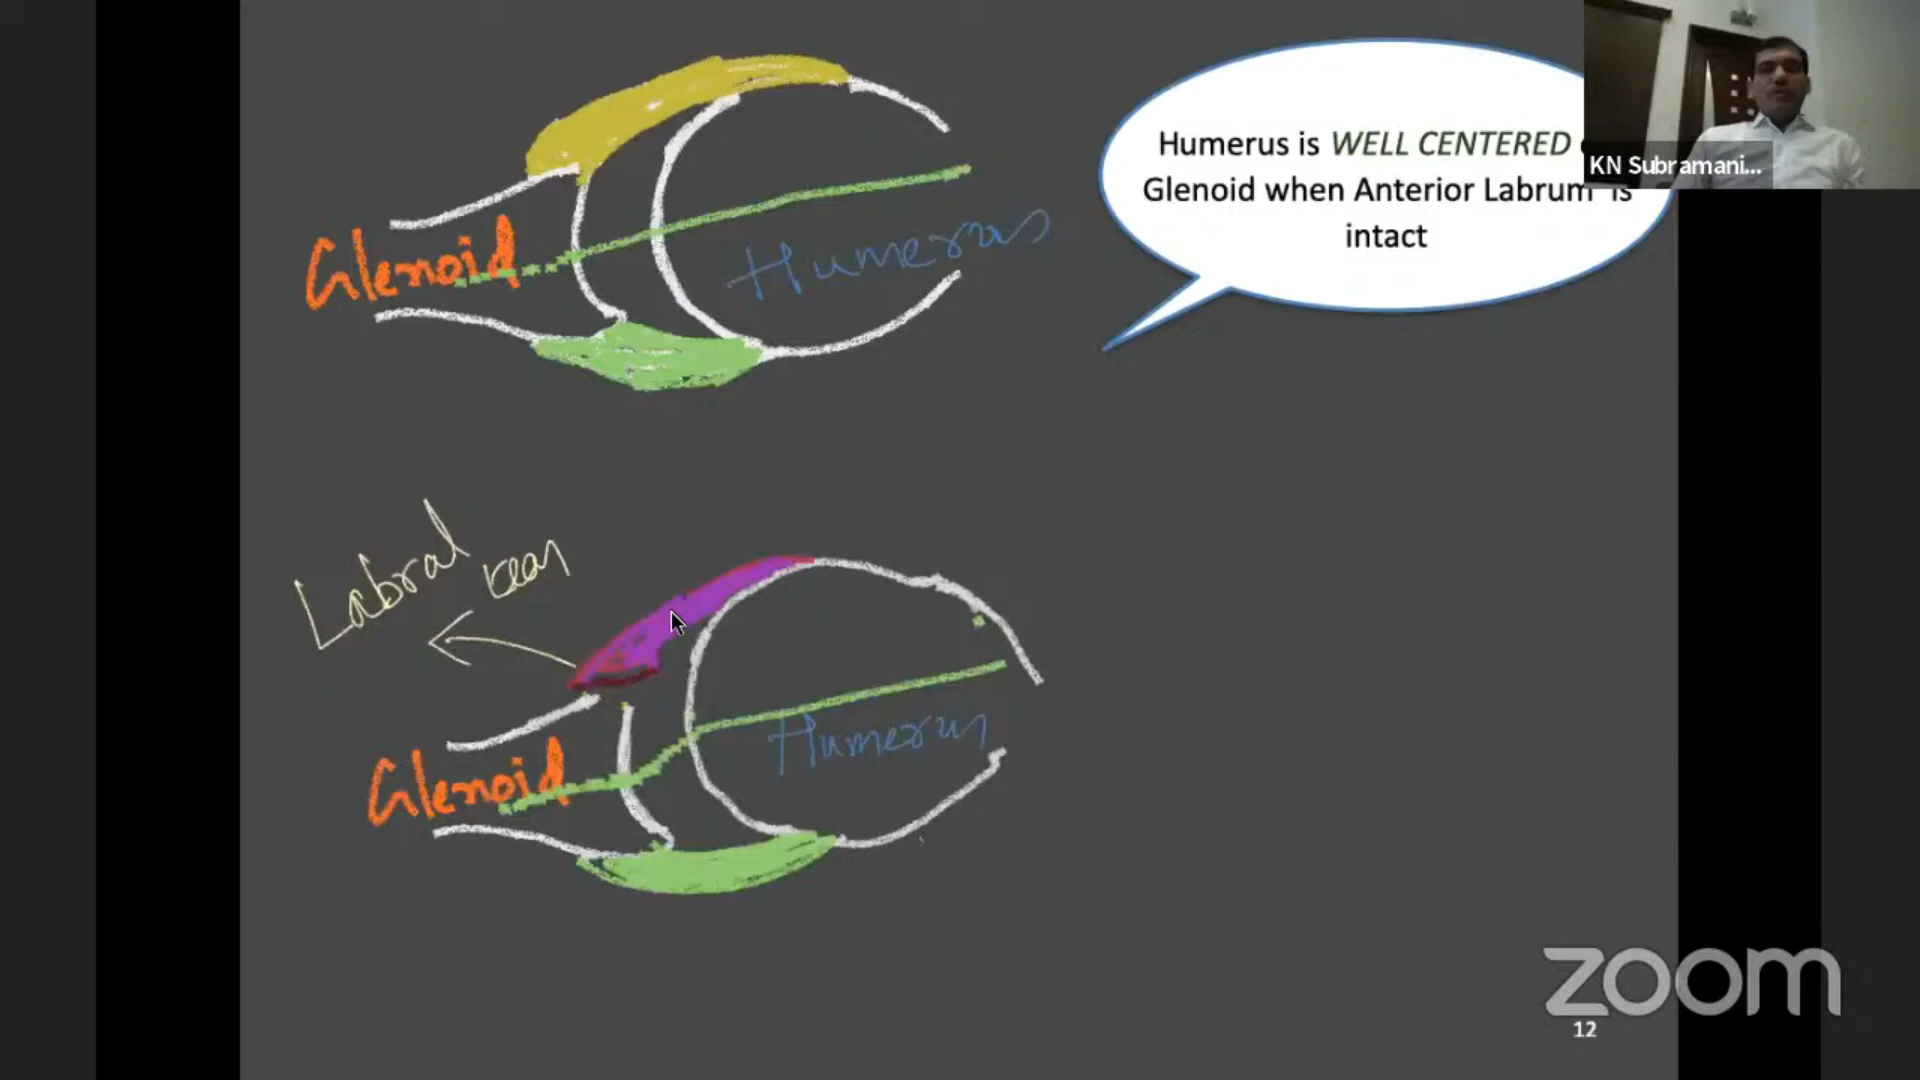 Humerus is WELL CENTERED
Glenoid when Anterior Labrum is
intact
KN Subramani...
Glenoid
Humerus
Labral
tear
Glenoid
Humerus
zoom
12